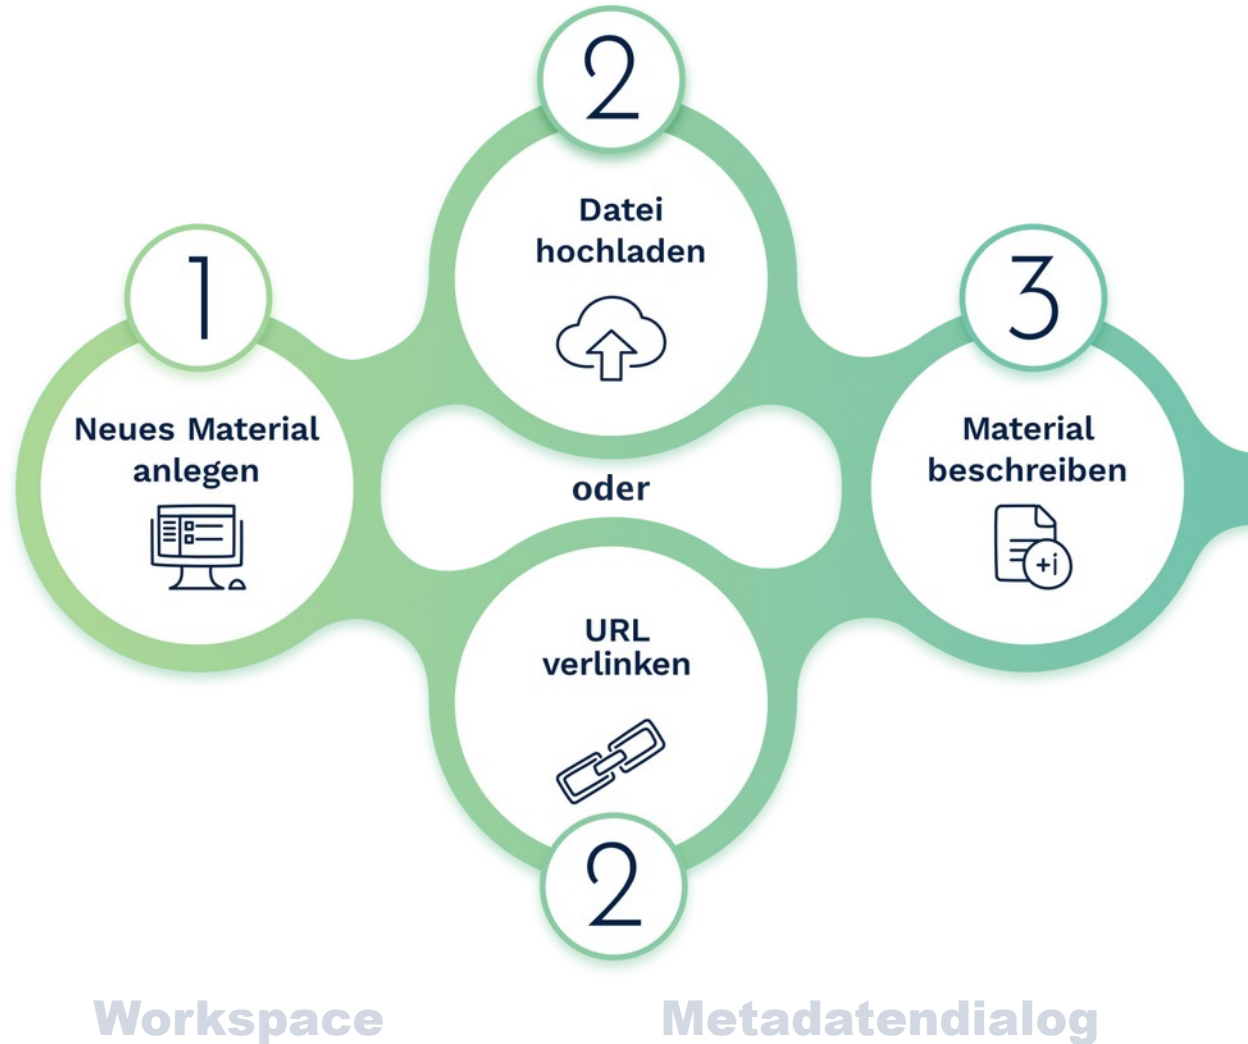 1
Neues Material
anlegen
2
Datei
hochladen
oder
URL
verlinken
2
3
Material
beschreiben
+i
Workspace
Metadatendialog